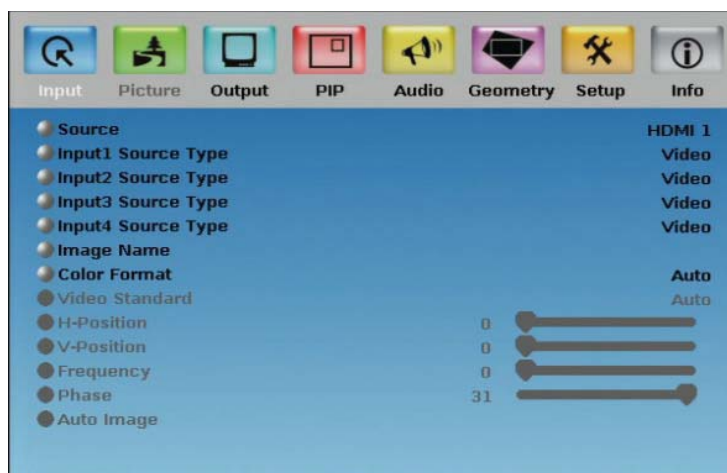 Input Picture Output PIP Audio Geometry Setup Info
Source HDMI 1
Input1 Source Type Video
Input2 Source Type Video
Input3 Source Type Video
Input4 Source Type Video
Image Name
Color Format Auto
Video Standard Auto
H-Position 0
V-Position 0
Frequency 0
Phase 31
Auto Image